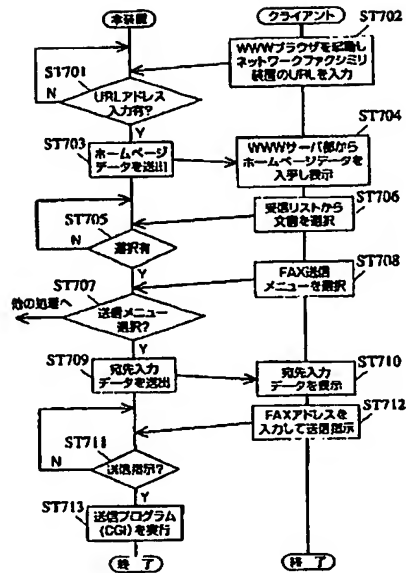 本装置
クライアント
ST702
WWWブラウザを起動し
ネットワークファクシミリ
装置のURLを入力
ST701
URLアドレス
入力有?
N
Y
ST703
ホームページ
データを送出
ST704
WWWサーバ部から
ホームページデータを
入手し表示
ST706
受信リストから
文書を選択
ST705
選択有
N
Y
ST708
FAX送信
メニューを選択
ST707
送信メニュー
選択?
他の処理へ
Y
ST709
宛先入力
データを送出
ST710
宛先入力
データを表示
ST712
FAXアドレスを
入力して送信指示
ST711
送信指示?
N
Y
ST713
送信プログラム
(CGI)を実行
終了
終了